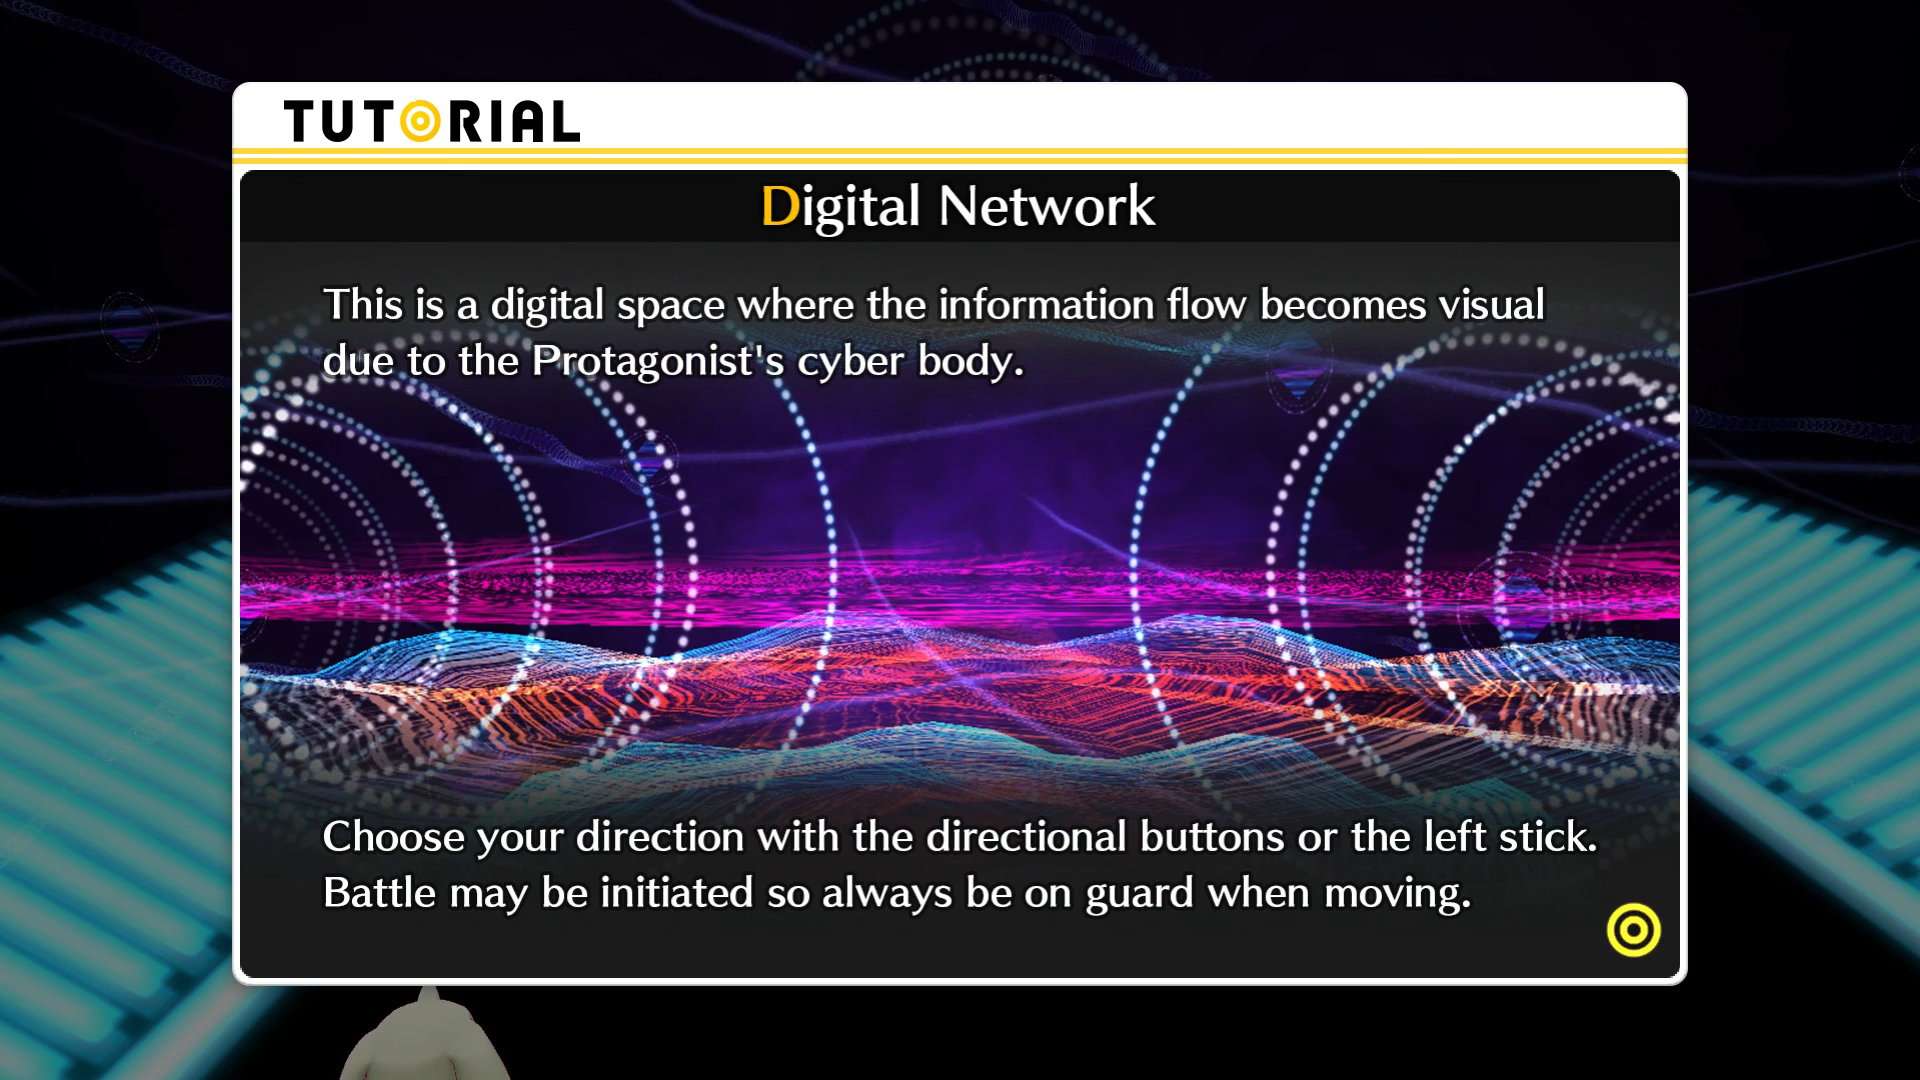 TUTORIAL
Digital Network
This is a digital space where the information flow becomes visual
due to the Protagonist's cyber body.
Choose your direction with the directional buttons or the left stick.
Battle may be initiated so always be on guard when moving.